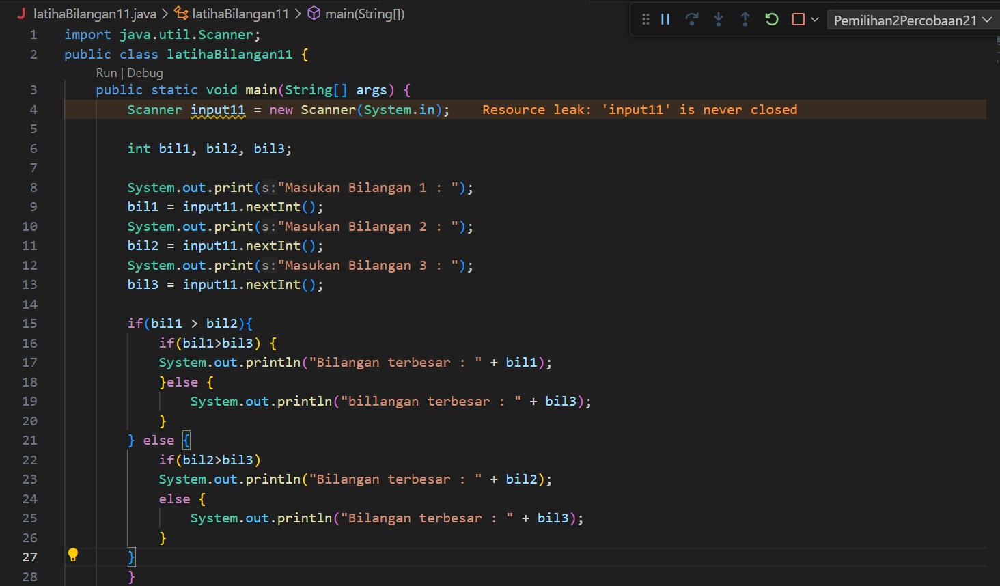 latihaBilangan11.java > latihaBilangan11 > main(String[])
Pemilihan2Percobaan21
1 import java.util.Scanner;
2 public class latihaBilangan11 {
Run | Debug
3 public static void main(String[] args) {
4 Scanner input11 = new Scanner(System.in); Resource leak: 'input11' is never closed
5
6 int bil1, bil2, bil3;
7
8 System.out.print(s:"Masukan Bilangan 1 : ");
9 bil1 = input11.nextInt();
10 System.out.print(s:"Masukan Bilangan 2 : ");
11 bil2 = input11.nextInt();
12 System.out.print(s:"Masukan Bilangan 3 : ");
13 bil3 = input11.nextInt();
14
15 if(bil1 > bil2){
16 if(bil1>bil3) {
17 System.out.println("Bilangan terbesar : " + bil1);
18 }else {
19 System.out.println("billangan terbesar : " + bil3);
20 }
21 } else {
22 if(bil2>bil3)
23 System.out.println("Bilangan terbesar : " + bil2);
24 else {
25 System.out.println("Bilangan terbesar : " + bil3);
26 }
27 }
28 }